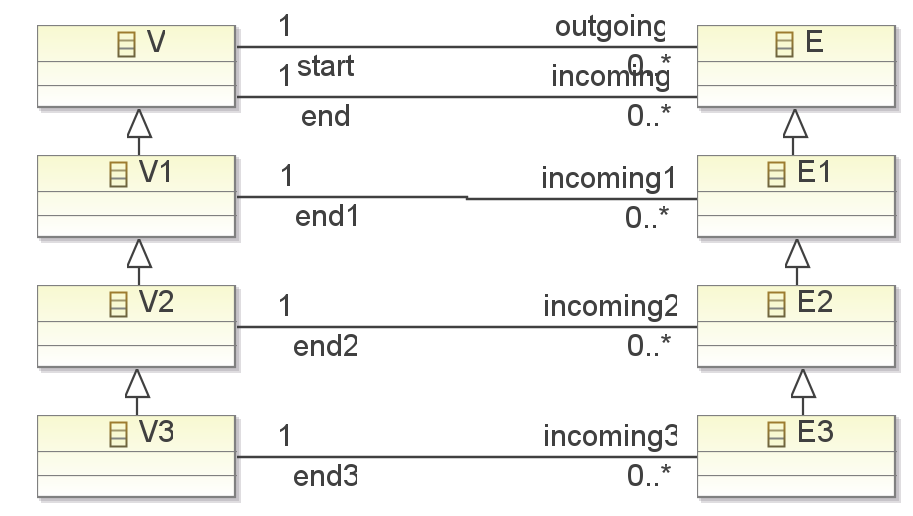 V
1
start
outgoing
0..*
E
1
end
incoming
0..*
V1
1
end1
incoming1
0..*
E1
V2
1
end2
incoming2
0..*
E2
V3
1
end3
incoming3
0..*
E3